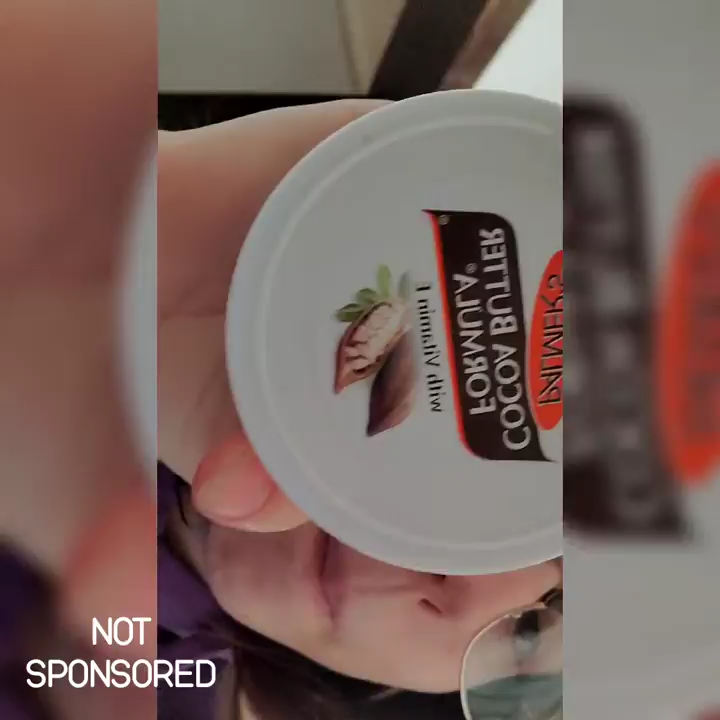 PALMER'S
COCOA BUTTER
FORMULA®
with Vitamin E
®
NOT
SPONSORED